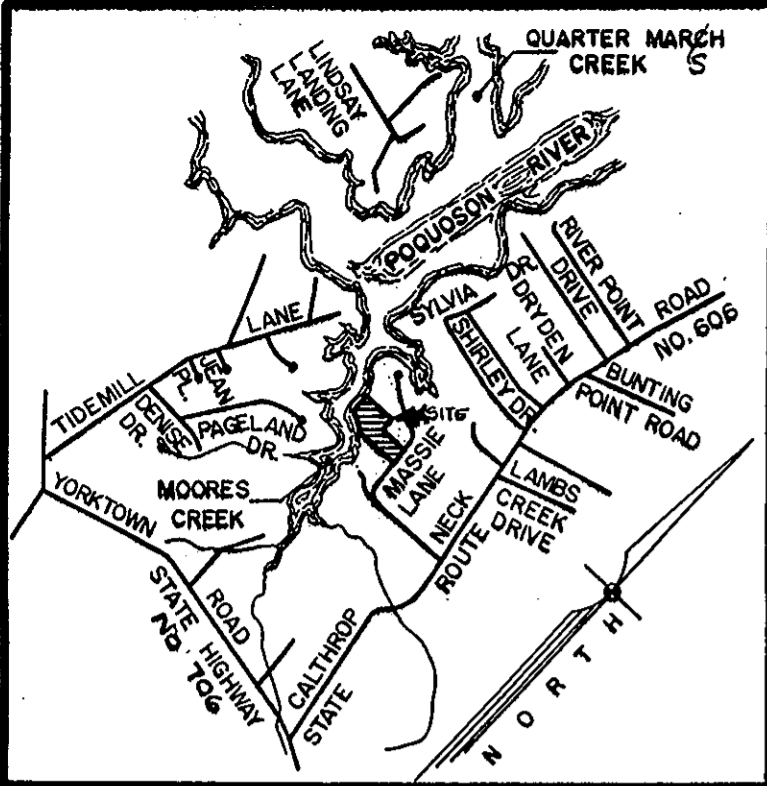 QUARTER MARCH
CREEK S
LINDSAY
LANDING
LANE
POQUOSON RIVER
SYLVIA DR.
RIVER POINT
DRIVE
DRYDEN
LANE
SHIRLEY DR.
ROAD
NO. 606
BUNTING
POINT ROAD
LANE
TIDEMILL
JEAN
PL.
DENISE
DR.
PAGELAND
DR.
SITE
MASSIE
LANE
MOORES
CREEK
LAMBS
CREEK
DRIVE
YORKTOWN
ROAD
STATE HIGHWAY
NO. 706
CALTHROP
NECK
STATE
ROUTE
NORTH